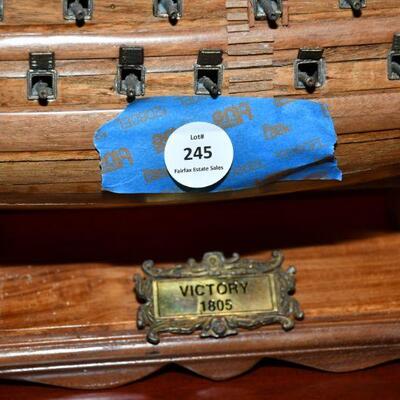 Lot#
245
Fairfax Estate Sales
VICTORY
1805